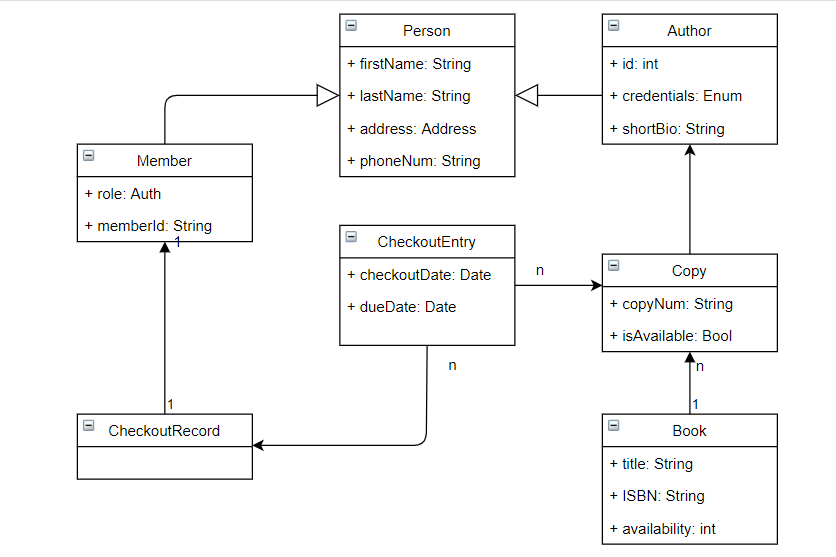 Person
+ firstName: String
+ lastName: String
+ address: Address
+ phoneNum: String
Author
+ id: int
+ credentials: Enum
+ shortBio: String
Member
+ role: Auth
+ memberId: String
1
CheckoutEntry
+ checkoutDate: Date
+ dueDate: Date
n
n
Copy
+ copyNum: String
+ isAvailable: Bool
n
1
1
CheckoutRecord
Book
+ title: String
+ ISBN: String
+ availability: int